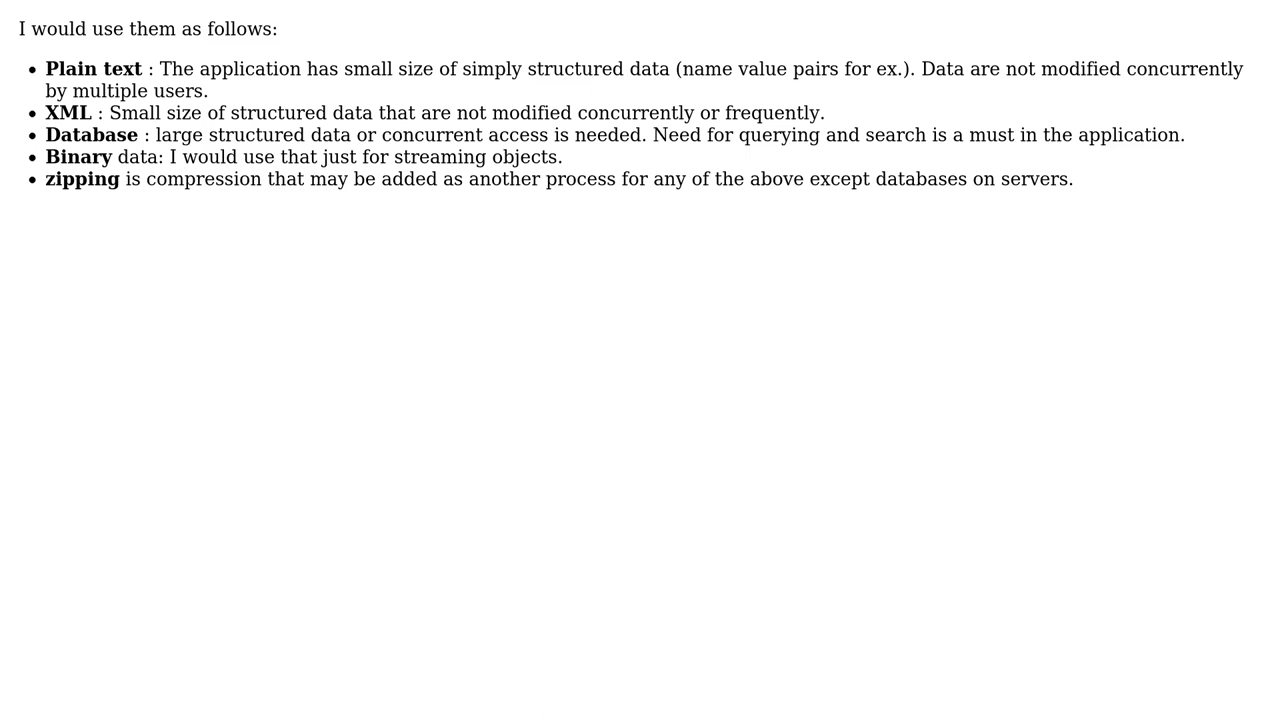 I would use them as follows:
• Plain text : The application has small size of simply structured data (name value pairs for ex.). Data are not modified concurrently
by multiple users.
• XML : Small size of structured data that are not modified concurrently or frequently.
• Database : large structured data or concurrent access is needed. Need for querying and search is a must in the application.
• Binary data: I would use that just for streaming objects.
• zipping is compression that may be added as another process for any of the above except databases on servers.